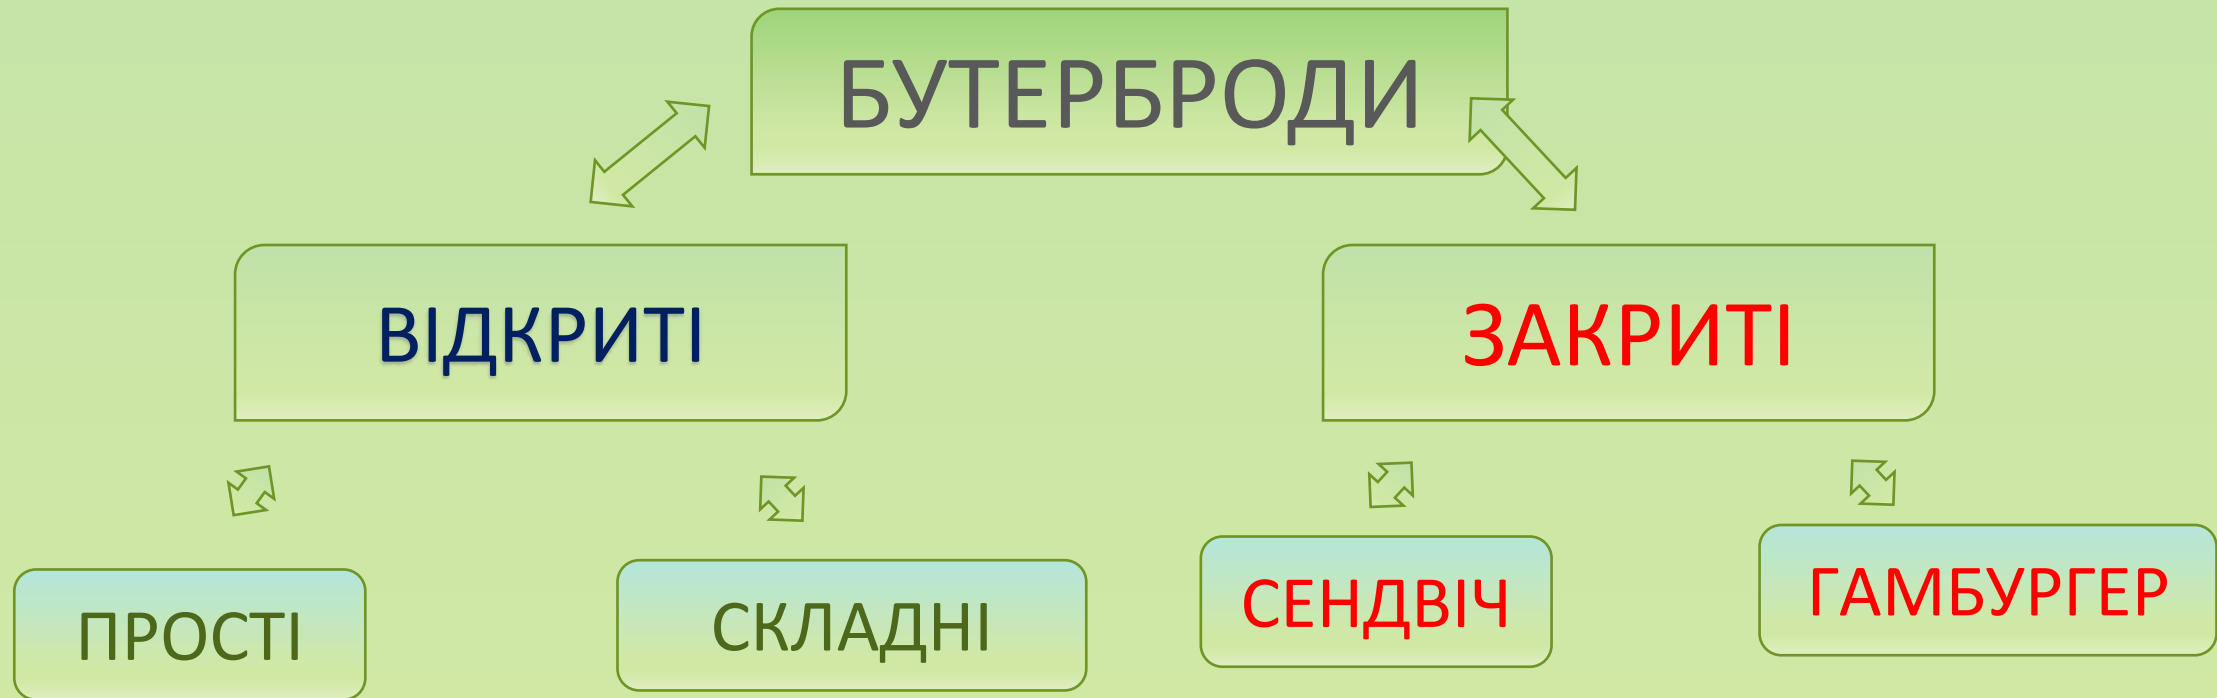 БУТЕРБРОДИ
ВІДКРИТІ
ЗАКРИТІ
ПРОСТІ
СКЛАДНІ
СЕНДВІЧ
ГАМБУРГЕР